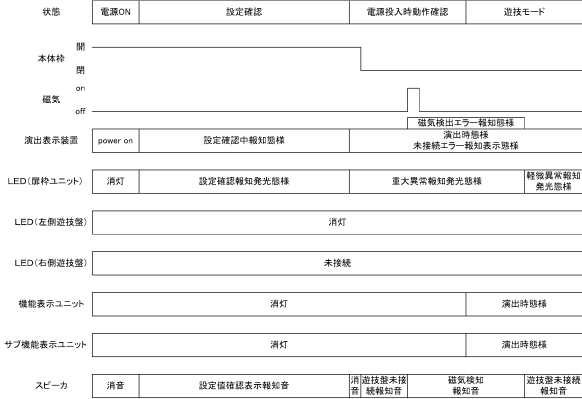 状態 電源ON 設定確認 電源投入時動作確認 遊技モード
開
本体枠
閉
on
磁気
off
磁気検出エラー報知態様
演出表示装置 power on 設定確認中報知態様 演出時態様
未接続エラー報知表示態様
LED(扉枠ユニット) 消灯 設定確認報知発光態様 重大異常報知発光態様 軽微異常報知
発光態様
LED(左側遊技盤) 消灯
LED(右側遊技盤) 未接続
機能表示ユニット 消灯 演出時態様
サブ機能表示ユニット 消灯 演出時態様
スピーカ 消音 設定値確認表示報知音 消音 遊技盤未接続報知音 磁気検知報知音 遊技盤未接続報知音